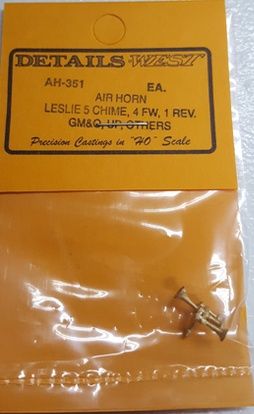 DETAILS WEST
AH-351 EA.
AIR HORN
LESLIE 5 CHIME, 4 FW, 1 REV.
GM&O, UP, OTHERS
Precision Castings in "HO" Scale